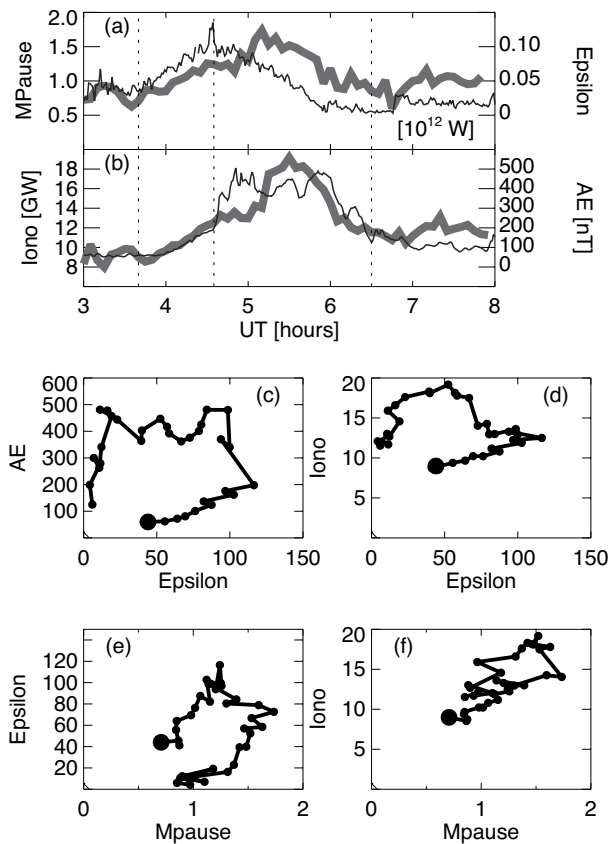 (a)
2.0
1.5
1.0
0.5
MPause
0.10
0.05
0
Epsilon
[10^12 W]
(b)
18
16
14
12
10
8
Iono [GW]
500
400
300
200
100
0
AE [nT]
3 4 5 6 7 8
UT [hours]
(c)
600
500
400
300
200
100
AE
0 50 100 150
Epsilon
(d)
20
15
10
5
Iono
0 50 100 150
Epsilon
(e)
120
100
80
60
40
20
Epsilon
0 1 2
Mpause
(f)
20
15
10
5
Iono
0 1 2
Mpause